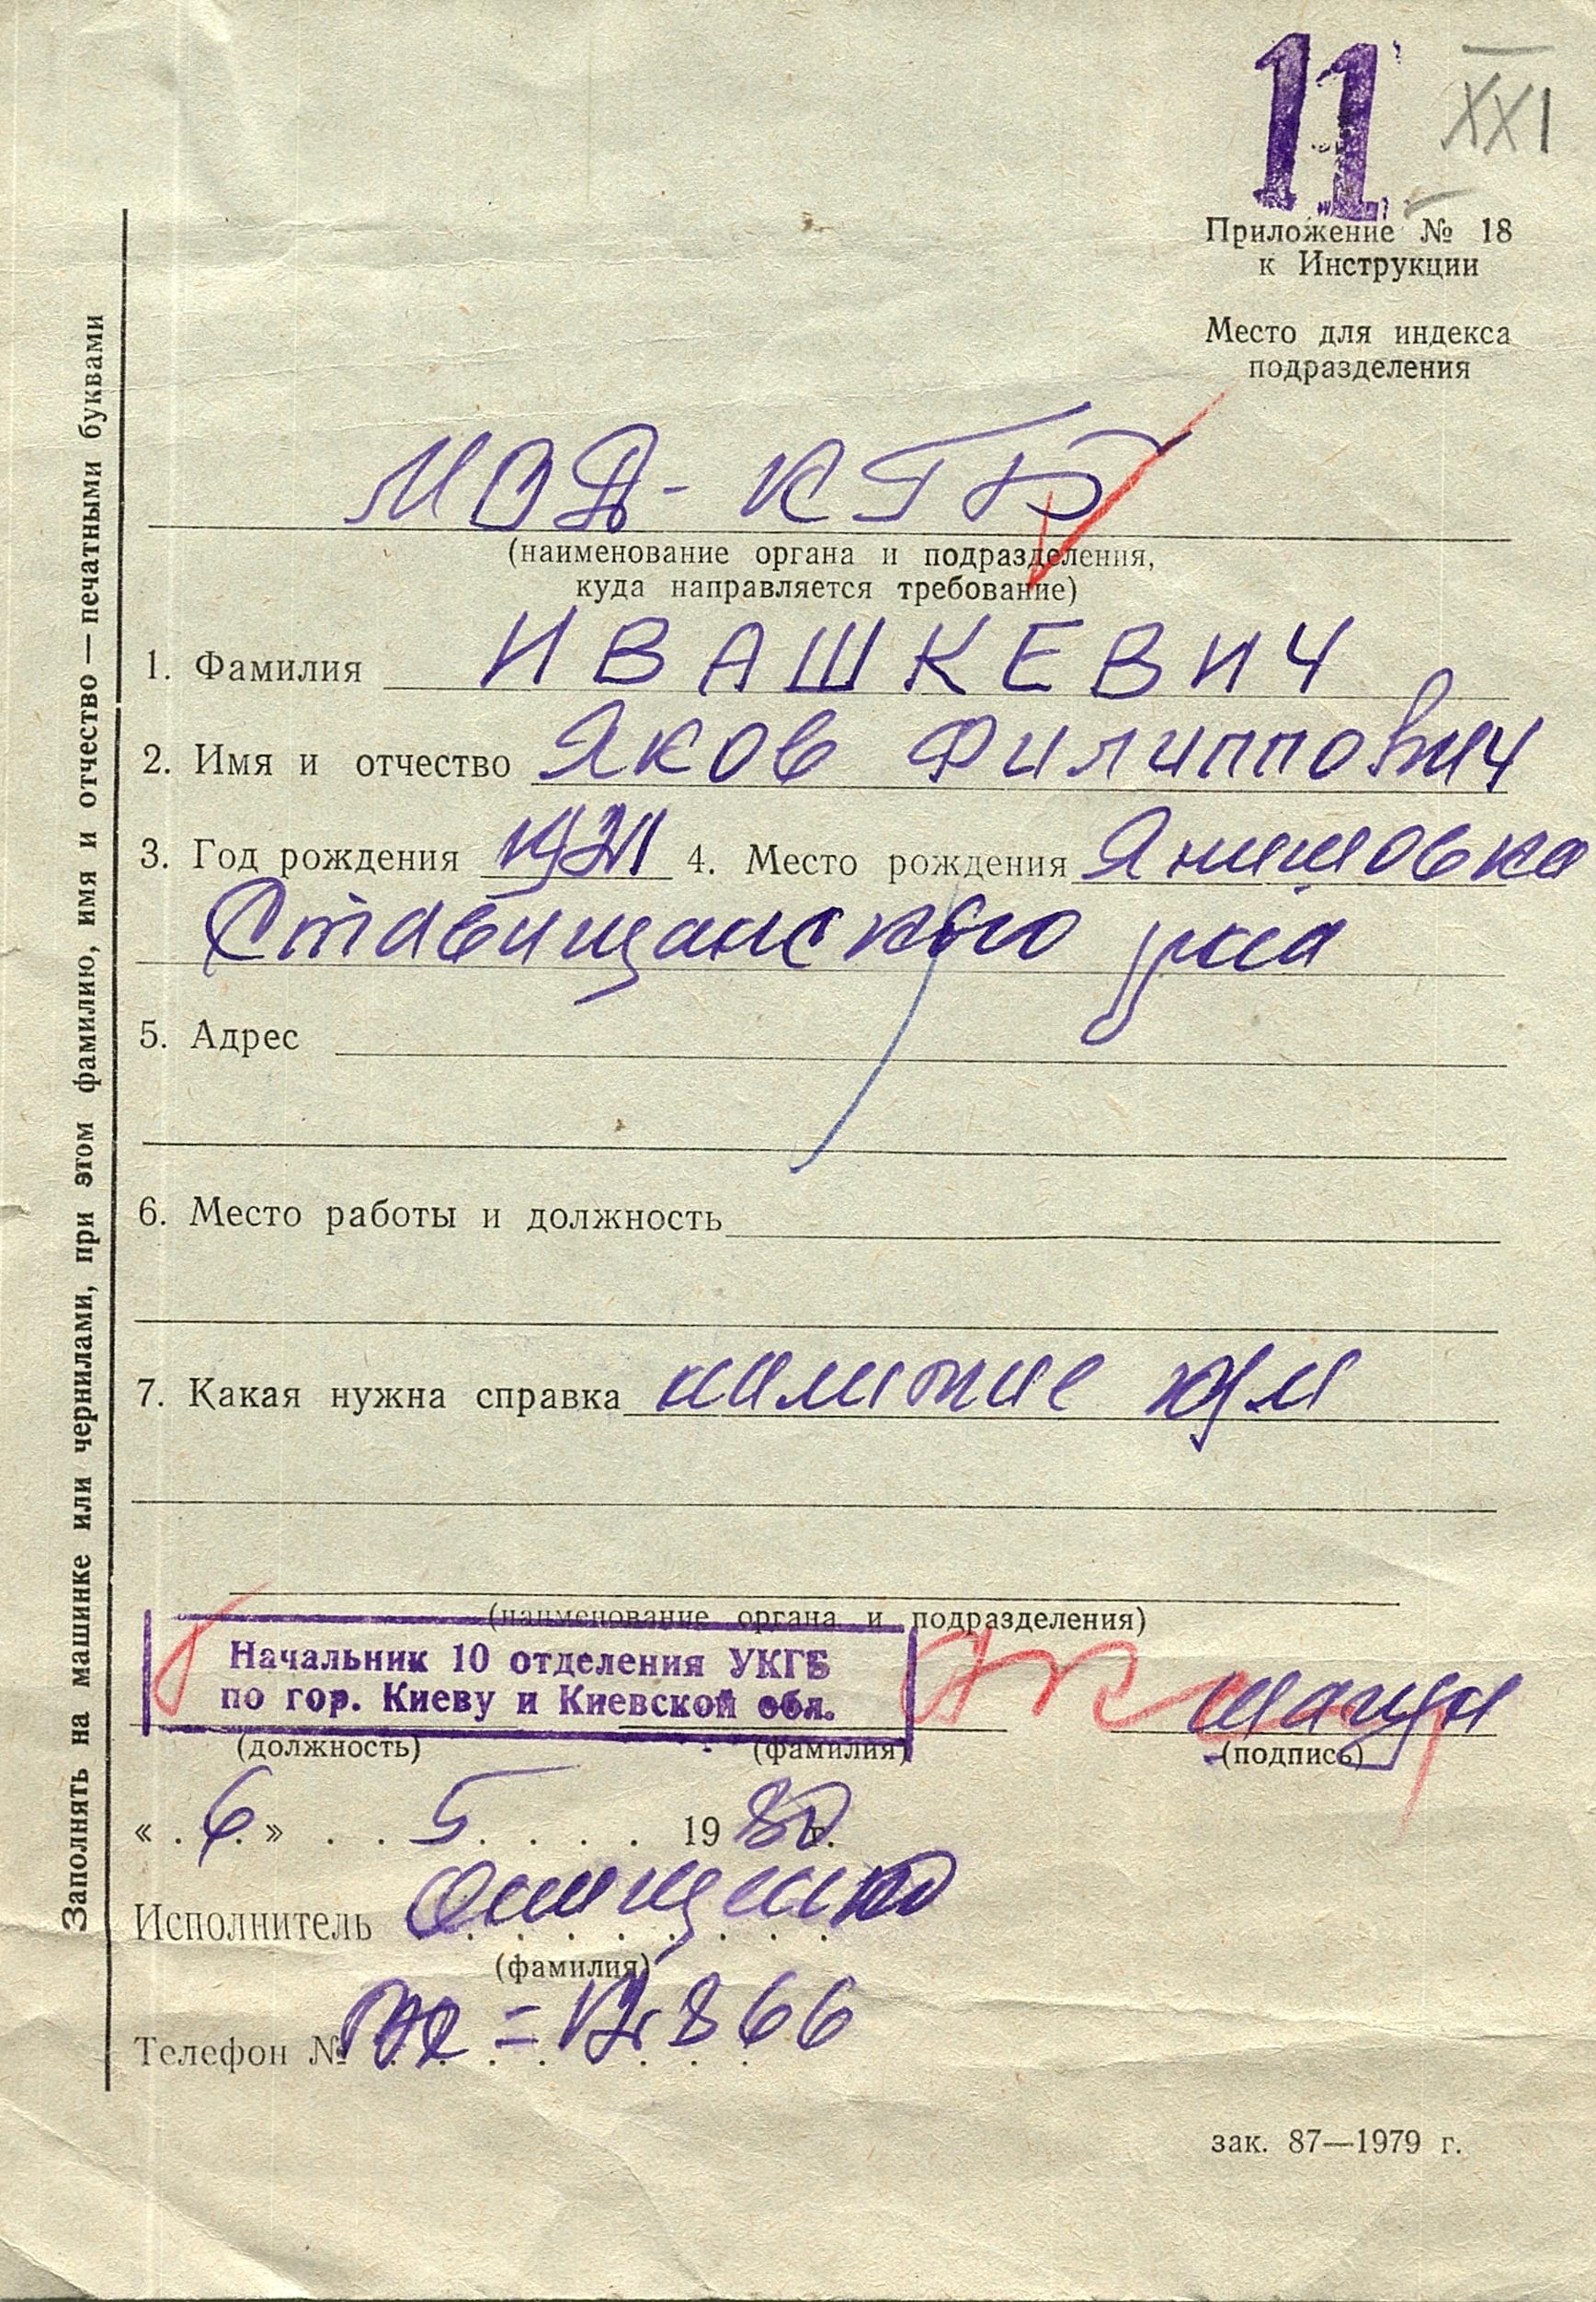 11
XXI
Приложение № 18
к Инструкции
Место для индекса
подразделения
КГБ
(наименование органа и подразделения,
куда направляется требование)
1. Фамилия ИВАШКЕВИЧ
2. Имя и отчество Яков Филиппович
3. Год рождения 4. Место рождения
Ставищанского р-на
5. Адрес
6. Место работы и должность
7. Какая нужна справка
(наименование органа и подразделения)
Начальник 10 отделения УКГБ
по гор. Киеву и Киевской обл.
(должность) (фамилия) (подпись)
« 6 » 5 1980 г.
Исполнитель
(фамилия)
Телефон №
зак. 87—1979 г.
Заполнять на машинке или чернилами, при этом фамилию, имя и отчество — печатными буквами